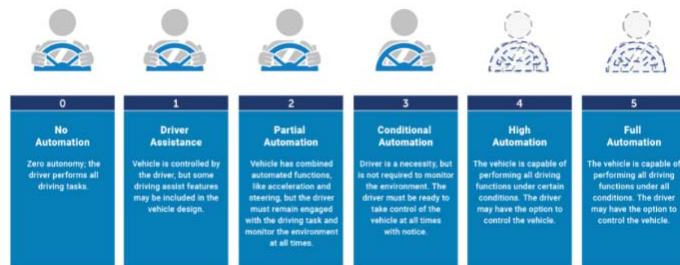 0
No
Automation
Zero autonomy; the
driver performs all
driving tasks.
1
Driver
Assistance
Vehicle is controlled by
the driver, but some
driving assist features
may be included in the
vehicle design.
2
Partial
Automation
Vehicle has combined
automated functions,
like acceleration and
steering, but the driver
must remain engaged
with the driving task and
monitor the environment
at all times.
3
Conditional
Automation
Driver is a necessity, but
is not required to monitor
the environment. The
driver must be ready to
take control of the
vehicle at all times
with notice.
4
High
Automation
The vehicle is capable of
performing all driving
functions under certain
conditions. The driver
may have the option to
control the vehicle.
5
Full
Automation
The vehicle is capable of
performing all driving
functions under all
conditions. The driver
may have the option to
control the vehicle.